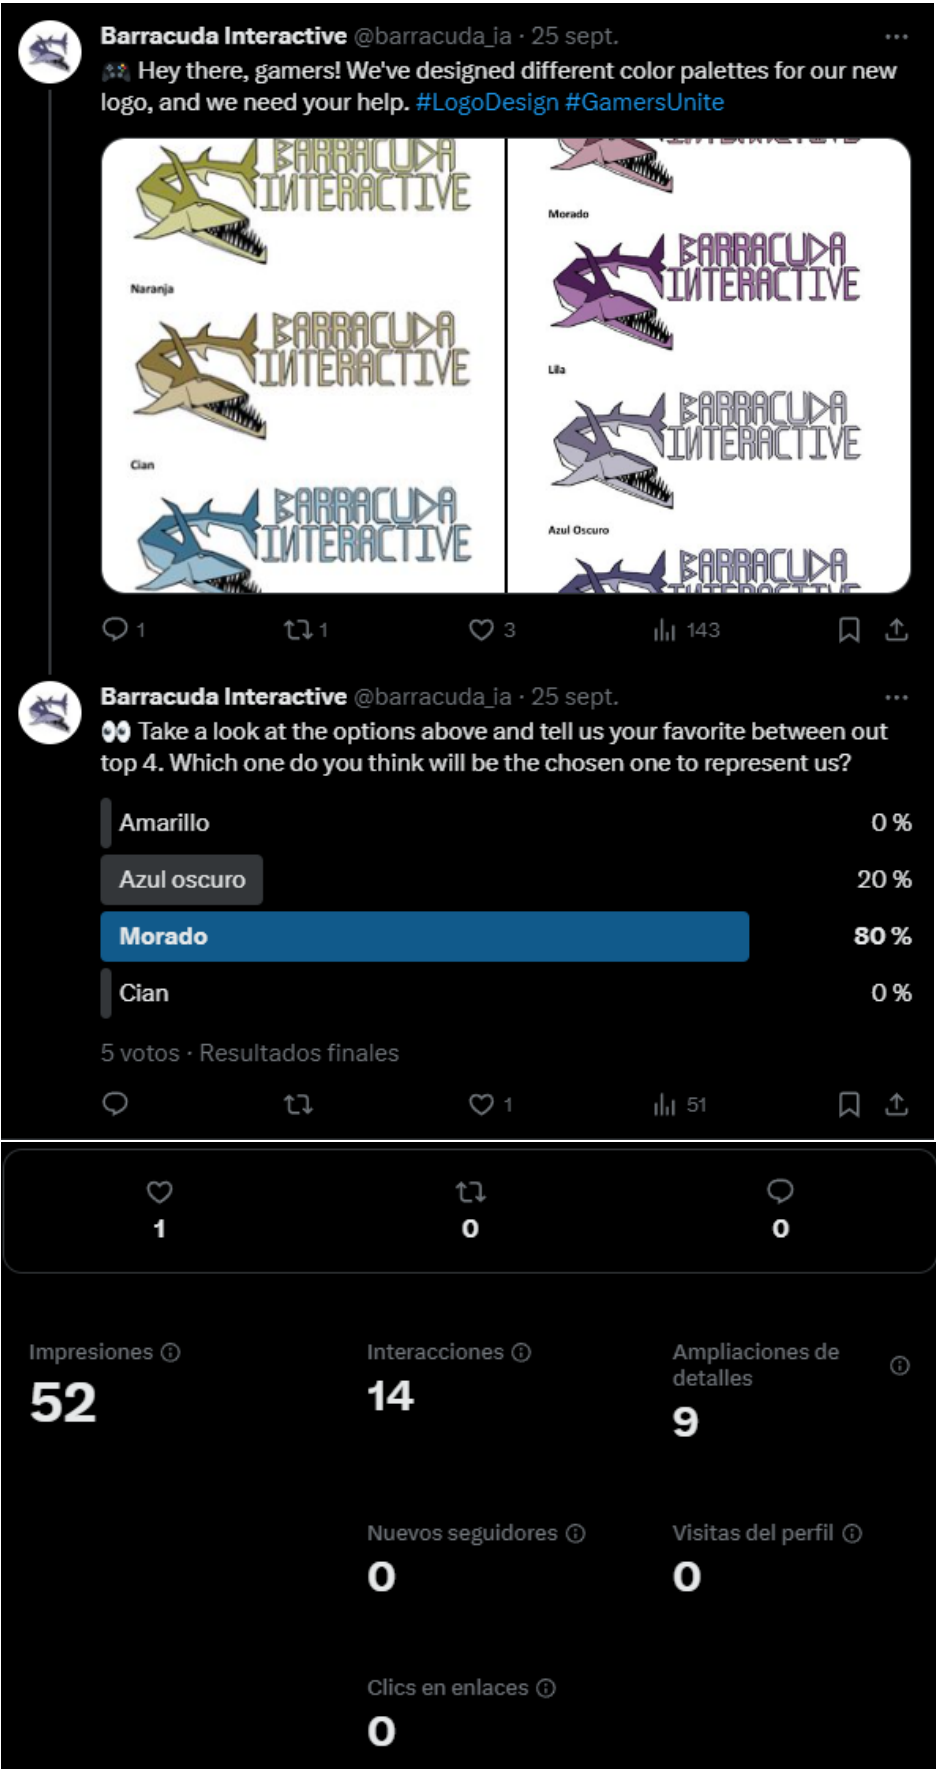 Barracuda Interactive @barracuda_ia · 25 sept.
🎮 Hey there, gamers! We've designed different color palettes for our new
logo, and we need your help. #LogoDesign #GamersUnite
BARRACUDA
INTERACTIVE
Naranja
BARRACUDA
INTERACTIVE
Cian
BARRACUDA
INTERACTIVE
Morado
BARRACUDA
INTERACTIVE
Lila
BARRACUDA
INTERACTIVE
Azul Oscuro
BARRACUDA
INTERACTIVE
1 1 3 143
Barracuda Interactive @barracuda_ia · 25 sept.
👀 Take a look at the options above and tell us your favorite between out
top 4. Which one do you think will be the chosen one to represent us?
Amarillo 0 %
Azul oscuro 20 %
Morado 80 %
Cian 0 %
5 votos · Resultados finales
1 51
1 0 0
Impresiones Interacciones Ampliaciones de
detalles
52 14 9
Nuevos seguidores Visitas del perfil
0 0
Clics en enlaces
0